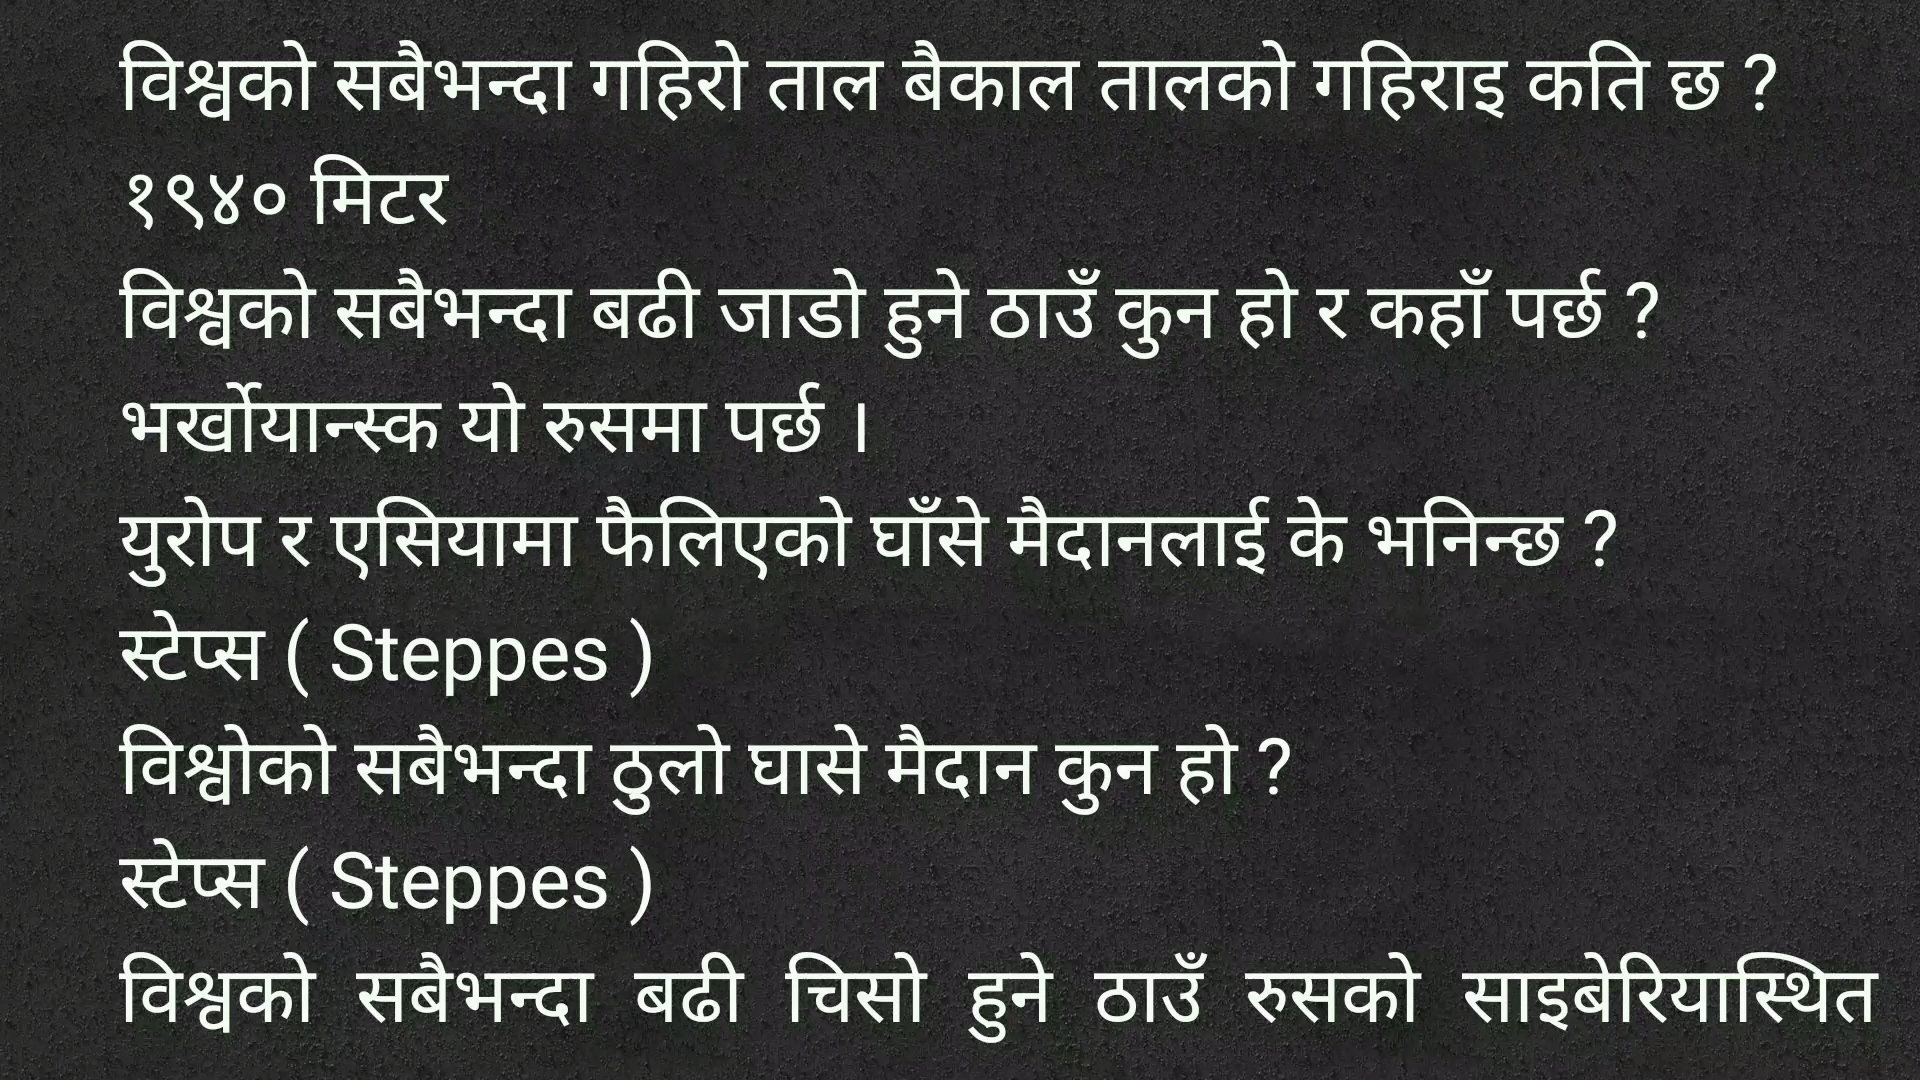 विश्वको सबैभन्दा गहिरो ताल बैकाल तालको गहिराइ कति छ ?
१९४० मिटर
विश्वको सबैभन्दा बढी जाडो हुने ठाउँ कुन हो र कहाँ पर्छ ?
भर्खोयान्स्क यो रुसमा पर्छ ।
युरोप र एसियामा फैलिएको घाँसे मैदानलाई के भनिन्छ ?
स्टेप्स ( Steppes )
विश्वोको सबैभन्दा ठुलो घासे मैदान कुन हो ?
स्टेप्स ( Steppes )
विश्वको सबैभन्दा बढी चिसो हुने ठाउँ रुसको साइबेरियास्थित